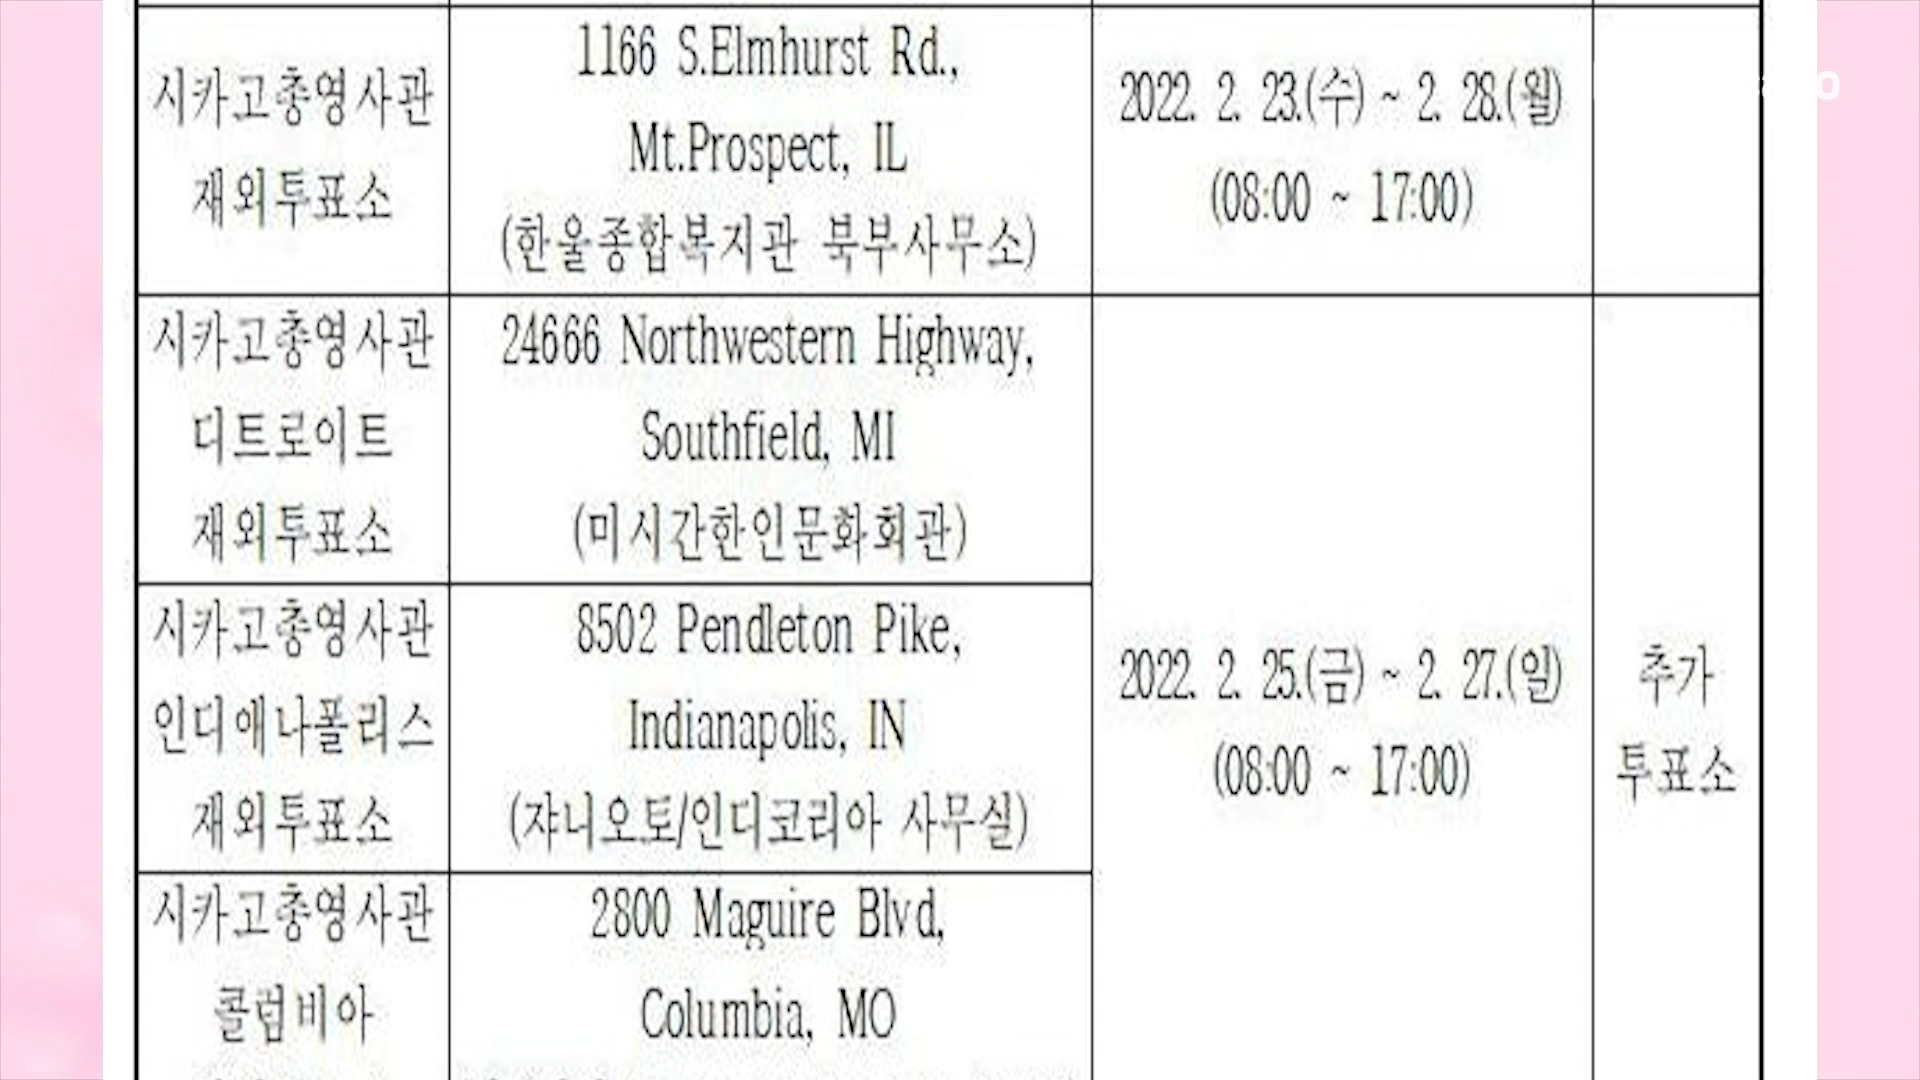 시카고총영사관
재외투표소
1166 S.Elmhurst Rd.,
Mt.Prospect, IL
(한울종합복지관 북부사무소)
2022. 2. 23.(수) ~ 2. 28.(월)
(08:00 ~ 17:00)
시카고총영사관
디트로이트
재외투표소
24666 Northwestern Highway,
Southfield, MI
(미시간한인문화회관)
시카고총영사관
인디애나폴리스
재외투표소
8502 Pendleton Pike,
Indianapolis, IN
(쟈니오토/인디코리아 사무실)
2022. 2. 25.(금) ~ 2. 27.(일)
(08:00 ~ 17:00)
추가
투표소
시카고총영사관
콜럼비아
2800 Maguire Blvd,
Columbia, MO